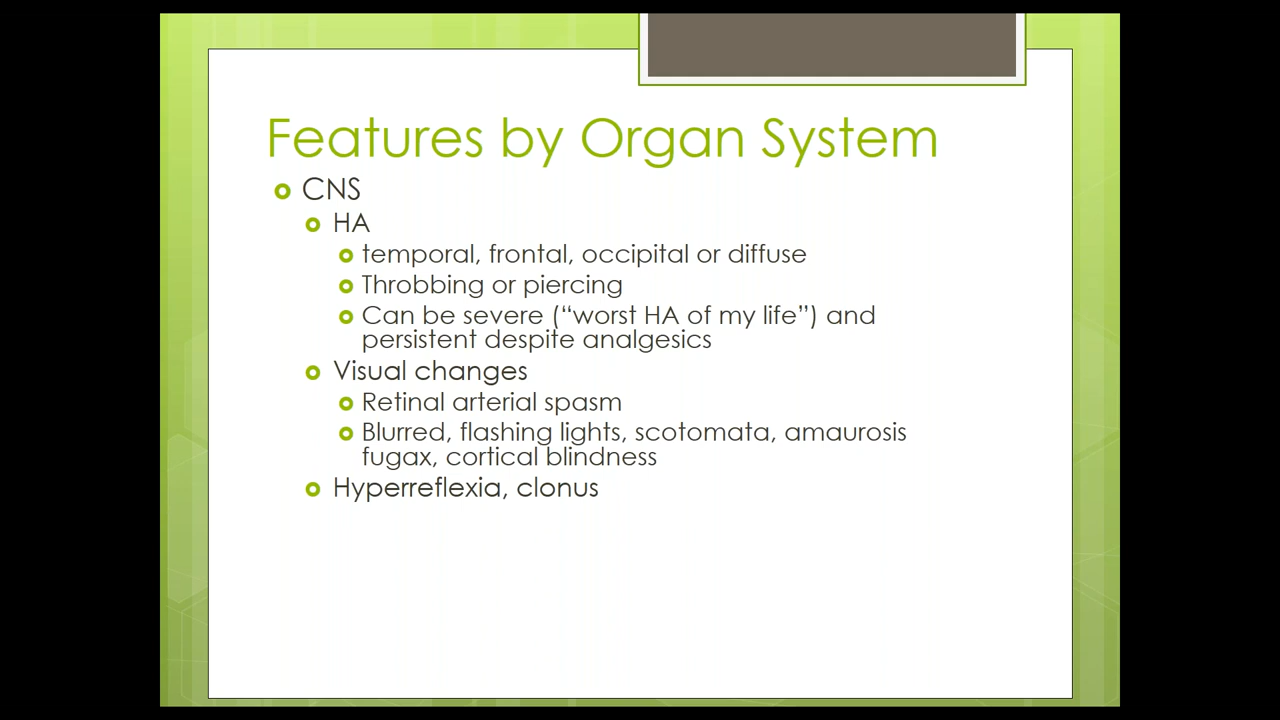 Features by Organ System
CNS
HA
temporal, frontal, occipital or diffuse
Throbbing or piercing
Can be severe (“worst HA of my life”) and
persistent despite analgesics
Visual changes
Retinal arterial spasm
Blurred, flashing lights, scotomata, amaurosis
fugax, cortical blindness
Hyperreflexia, clonus